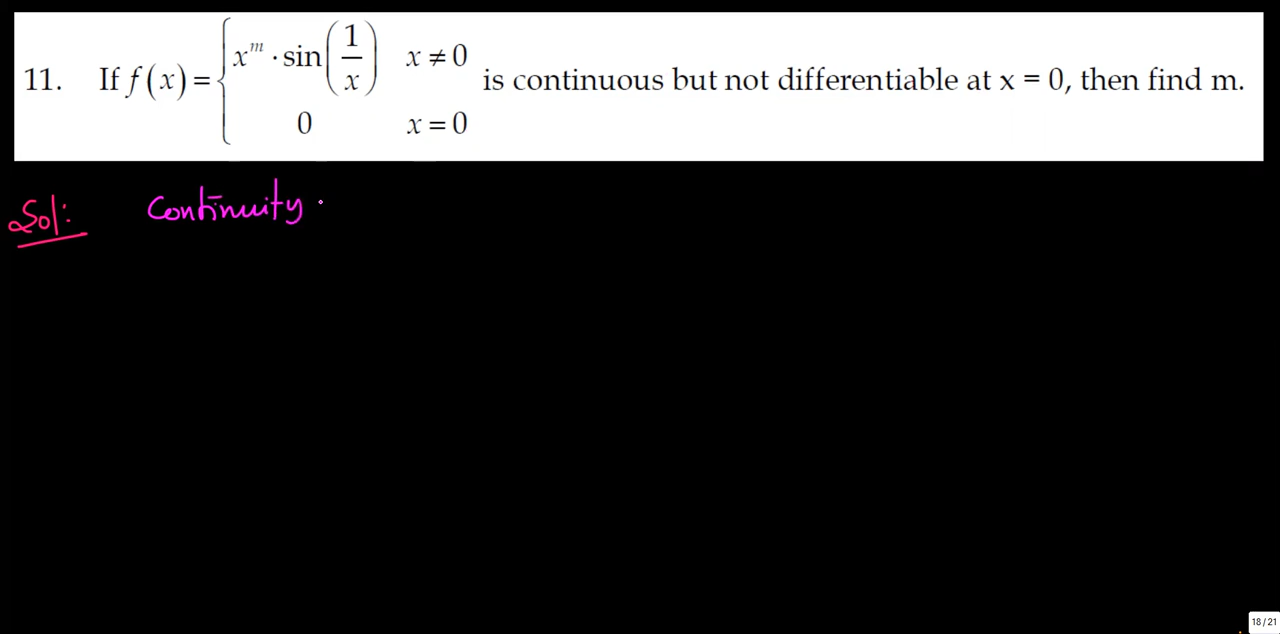 11. If f(x) = { x^m · sin(1/x) x ≠ 0
0 x = 0 is continuous but not differentiable at x = 0, then find m.
Sol: Continuity
18 / 21